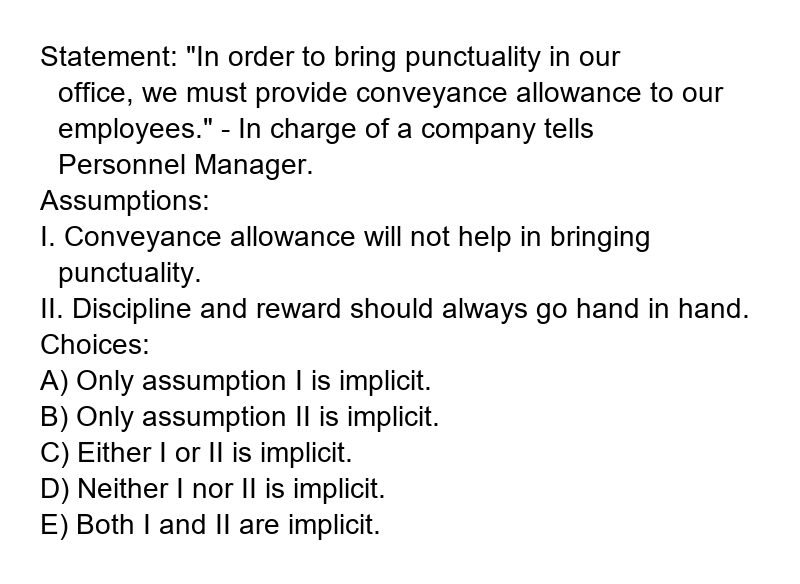 Statement: "In order to bring punctuality in our
office, we must provide conveyance allowance to our
employees." - In charge of a company tells
Personnel Manager.
Assumptions:
I. Conveyance allowance will not help in bringing
punctuality.
II. Discipline and reward should always go hand in hand.
Choices:
A) Only assumption I is implicit.
B) Only assumption II is implicit.
C) Either I or II is implicit.
D) Neither I nor II is implicit.
E) Both I and II are implicit.